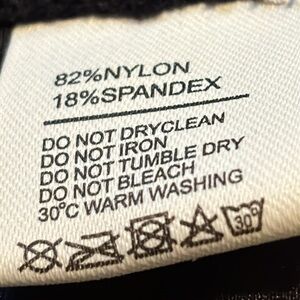 82%NYLON
18%SPANDEX
DO NOT DRYCLEAN
DO NOT IRON
DO NOT TUMBLE DRY
DO NOT BLEACH
30°C WARM WASHING
30°